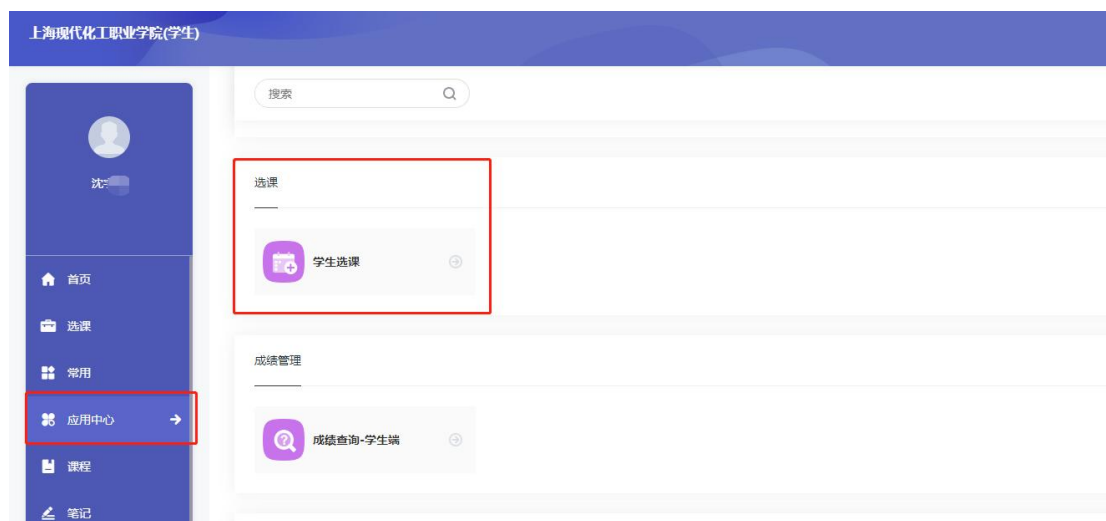 上海现代化工职业学院(学生)
搜索
沈
选课
学生选课
首页
选课
常用
成绩管理
应用中心
成绩查询-学生端
课程
笔记